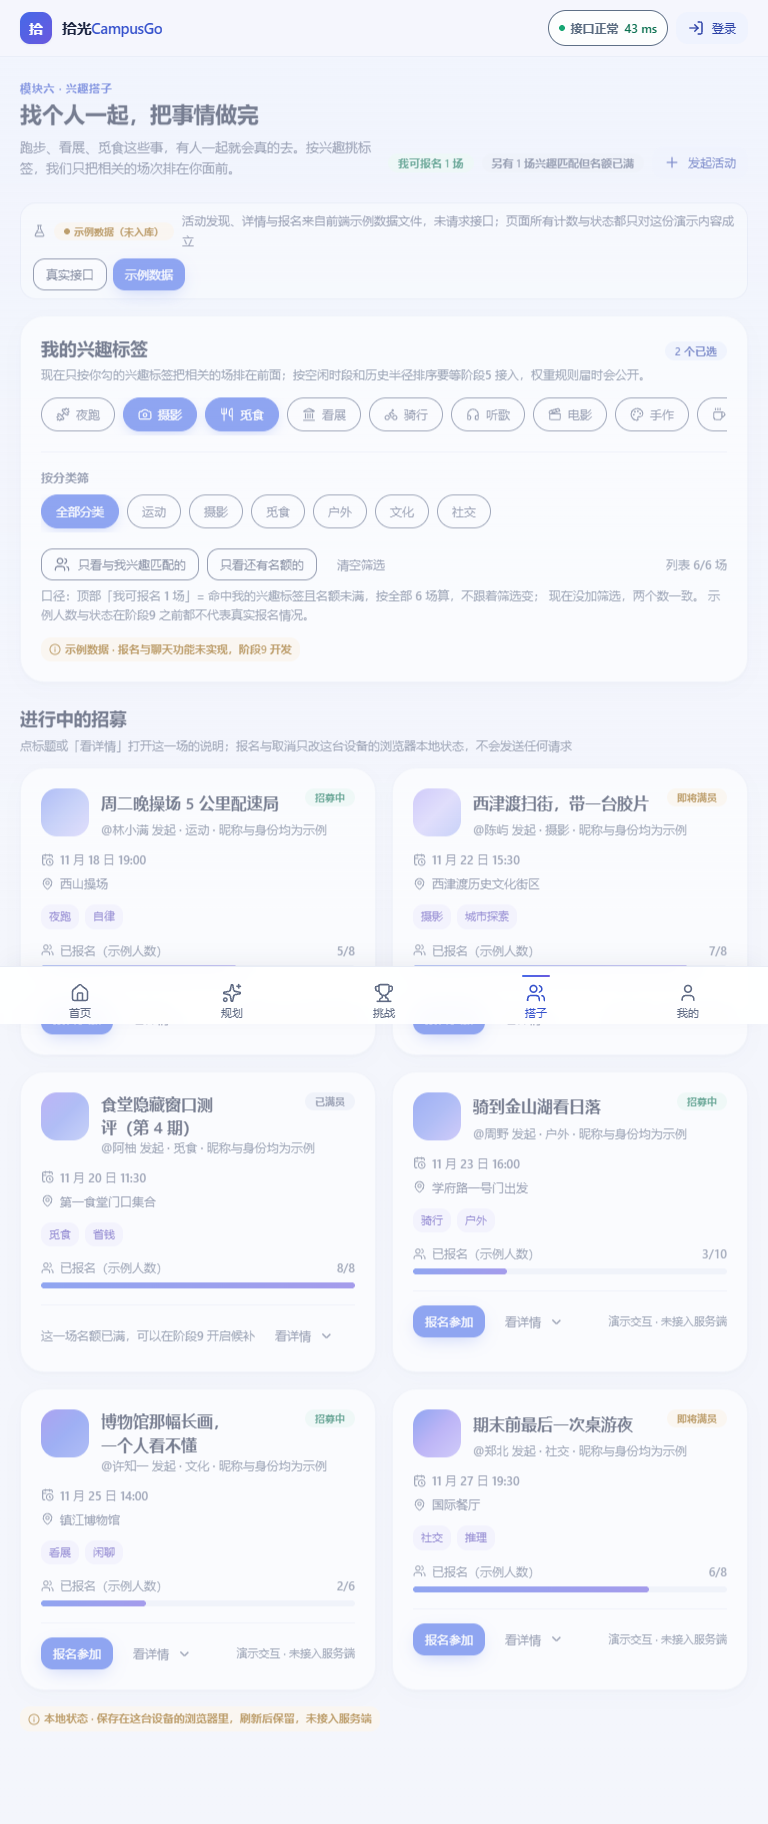 拾 拾光CampusGo
接口正常 43 ms
登录
模块六 · 兴趣搭子
找个人一起，把事情做完
跑步、看展、觅食这些事，有人一起就会真的去。按兴趣挑标
签，我们只把相关的场次排在你面前。
我可报名 1 场
另有 1 场兴趣匹配但名额已满
发起活动
示例数据（未入库）
活动发现、详情与报名来自前端示例数据文件，未请求接口；页面所有计数与状态都只对这份演示内容成
立
真实接口
示例数据
我的兴趣标签
2 个已选
现在只按你勾的兴趣标签把相关的场排在前面；按空闲时段和历史半径排序要等阶段5 接入，权重规则届时会公开。
夜跑
摄影
觅食
看展
骑行
听歌
电影
手作
按分类筛
全部分类
运动
摄影
觅食
户外
文化
社交
只看与我兴趣匹配的
只看还有名额的
清空筛选
列表 6/6 场
口径：顶部「我可报名 1 场」= 命中我的兴趣标签且名额未满，按全部 6 场算，不跟着筛选变； 现在没加筛选，两个数一致。 示
例人数与状态在阶段9 之前都不代表真实报名情况。
示例数据 · 报名与聊天功能未实现，阶段9 开发
进行中的招募
点标题或「看详情」打开这一场的说明；报名与取消只改这台设备的浏览器本地状态，不会发送任何请求
周二晚操场 5 公里配速局
招募中
@林小满 发起 · 运动 · 昵称与身份均为示例
11 月 18 日 19:00
西山操场
夜跑
自律
已报名（示例人数）
5/8
西津渡扫街，带一台胶片
即将满员
@陈屿 发起 · 摄影 · 昵称与身份均为示例
11 月 22 日 15:30
西津渡历史文化街区
摄影
城市探索
已报名（示例人数）
7/8
首页
规划
挑战
搭子
我的
食堂隐藏窗口测
评（第 4 期）
已满员
@阿柚 发起 · 觅食 · 昵称与身份均为示例
11 月 20 日 11:30
第一食堂门口集合
觅食
省钱
已报名（示例人数）
8/8
这一场名额已满，可以在阶段9 开启候补
看详情
骑到金山湖看日落
招募中
@周野 发起 · 户外 · 昵称与身份均为示例
11 月 23 日 16:00
学府路一号门出发
骑行
户外
已报名（示例人数）
3/10
报名参加
看详情
演示交互 · 未接入服务端
博物馆那幅长画，
一个人看不懂
招募中
@许知一 发起 · 文化 · 昵称与身份均为示例
11 月 25 日 14:00
镇江博物馆
看展
闲聊
已报名（示例人数）
2/6
报名参加
看详情
演示交互 · 未接入服务端
期末前最后一次桌游夜
即将满员
@郑北 发起 · 社交 · 昵称与身份均为示例
11 月 27 日 19:30
国际餐厅
社交
推理
已报名（示例人数）
6/8
报名参加
看详情
演示交互 · 未接入服务端
本地状态 · 保存在这台设备的浏览器里，刷新后保留，未接入服务端